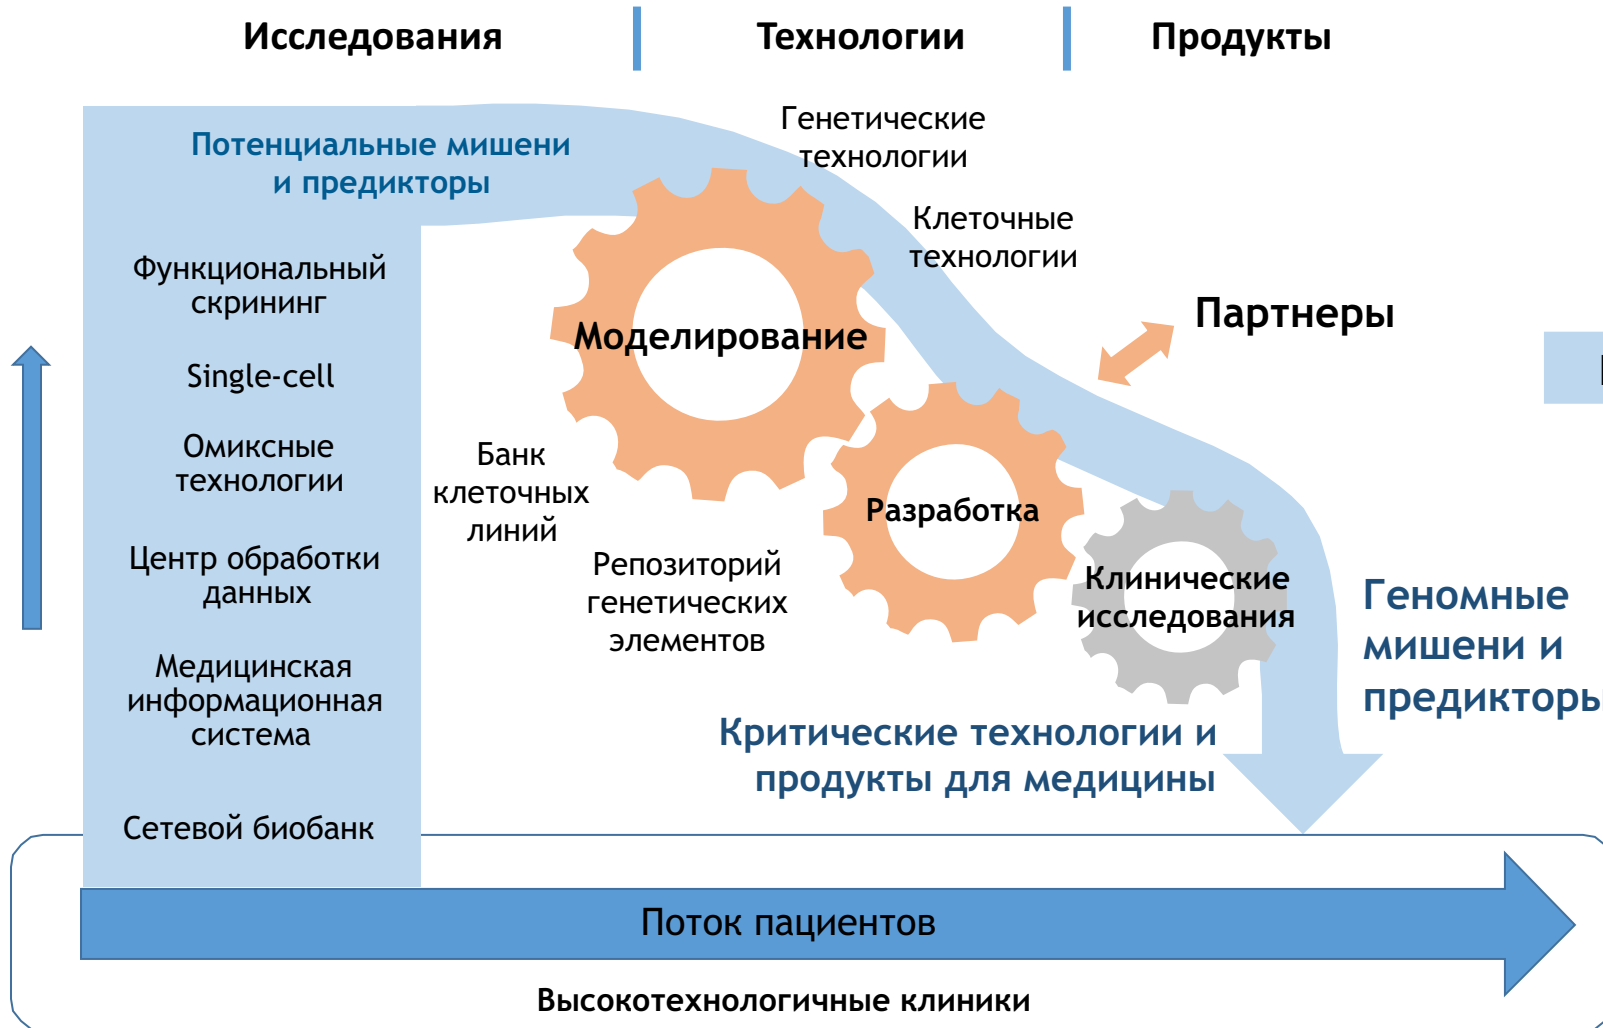 Исследования
Технологии
Продукты
Потенциальные мишени
и предикторы
Генетические
технологии
Клеточные
технологии
Функциональный
скрининг
Партнеры
Моделирование
Single-cell
Омиксные
технологии
Банк
клеточных
линий
Разработка
Центр обработки
данных
Репозиторий
генетических
элементов
Клинические
исследования
Геномные
мишени и
предикторы
Медицинская
информационная
система
Критические технологии и
продукты для медицины
Сетевой биобанк
Поток пациентов
Высокотехнологичные клиники